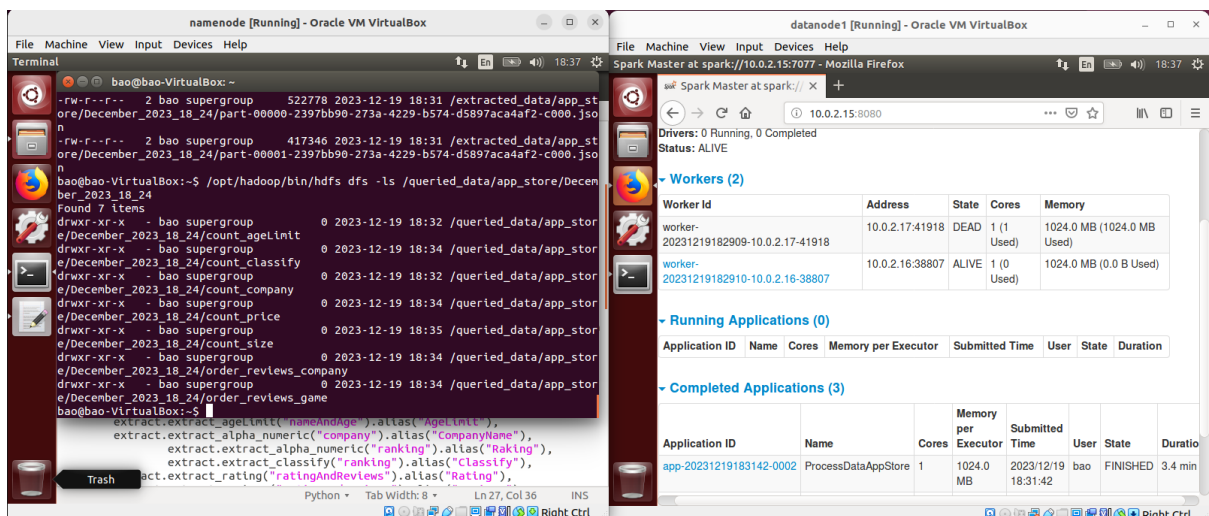 namenode [Running] - Oracle VM VirtualBox
File Machine View Input Devices Help
Terminal
En
18:37
bao@bao-VirtualBox: ~
-rw-r--r-- 2 bao supergroup 522778 2023-12-19 18:31 /extracted_data/app_st
ore/December_2023_18_24/part-00000-2397bb90-273a-4229-b574-d5897aca4af2-c000.jso
n
-rw-r--r-- 2 bao supergroup 417346 2023-12-19 18:31 /extracted_data/app_st
ore/December_2023_18_24/part-00001-2397bb90-273a-4229-b574-d5897aca4af2-c000.jso
n
bao@bao-VirtualBox:~$ /opt/hadoop/bin/hdfs dfs -ls /queried_data/app_store/Decem
ber_2023_18_24
Found 7 items
drwxr-xr-x - bao supergroup 0 2023-12-19 18:32 /queried_data/app_stor
e/December_2023_18_24/count_ageLimit
drwxr-xr-x - bao supergroup 0 2023-12-19 18:34 /queried_data/app_stor
e/December_2023_18_24/count_classify
drwxr-xr-x - bao supergroup 0 2023-12-19 18:32 /queried_data/app_stor
e/December_2023_18_24/count_company
drwxr-xr-x - bao supergroup 0 2023-12-19 18:34 /queried_data/app_stor
e/December_2023_18_24/count_price
drwxr-xr-x - bao supergroup 0 2023-12-19 18:35 /queried_data/app_stor
e/December_2023_18_24/count_size
drwxr-xr-x - bao supergroup 0 2023-12-19 18:34 /queried_data/app_stor
e/December_2023_18_24/order_reviews_company
drwxr-xr-x - bao supergroup 0 2023-12-19 18:34 /queried_data/app_stor
e/December_2023_18_24/order_reviews_game
bao@bao-VirtualBox:~$
extract.extract_ageLimit("nameAndAge").alias("AgeLimit"),
extract.extract_alpha_numeric("company").alias("CompanyName"),
extract.extract_alpha_numeric("ranking").alias("Raking"),
extract.extract_classify("ranking").alias("Classify"),
act.extract_rating("ratingAndReviews").alias("Rating"),
Trash
Python Tab Width: 8 Ln 27, Col 36 INS
Right Ctrl
datanode1 [Running] - Oracle VM VirtualBox
File Machine View Input Devices Help
Spark Master at spark://10.0.2.15:7077 - Mozilla Firefox
En
18:37
Spark Master at spark://
10.0.2.15:8080
Drivers: 0 Running, 0 Completed
Status: ALIVE
Workers (2)
Worker Id Address State Cores Memory
worker- 10.0.2.17:41918 DEAD 1 (1 1024.0 MB (1024.0 MB
20231219182909-10.0.2.17-41918 Used) Used)
worker- 10.0.2.16:38807 ALIVE 1 (0 1024.0 MB (0.0 B Used)
20231219182910-10.0.2.16-38807 Used)
Running Applications (0)
Application ID Name Cores Memory per Executor Submitted Time User State Duration
Completed Applications (3)
Memory
per Submitted
Application ID Name Cores Executor Time User State Duratio
app-20231219183142-0002 ProcessDataAppStore 1 1024.0 2023/12/19 bao FINISHED 3.4 min
MB 18:31:42
Right Ctrl